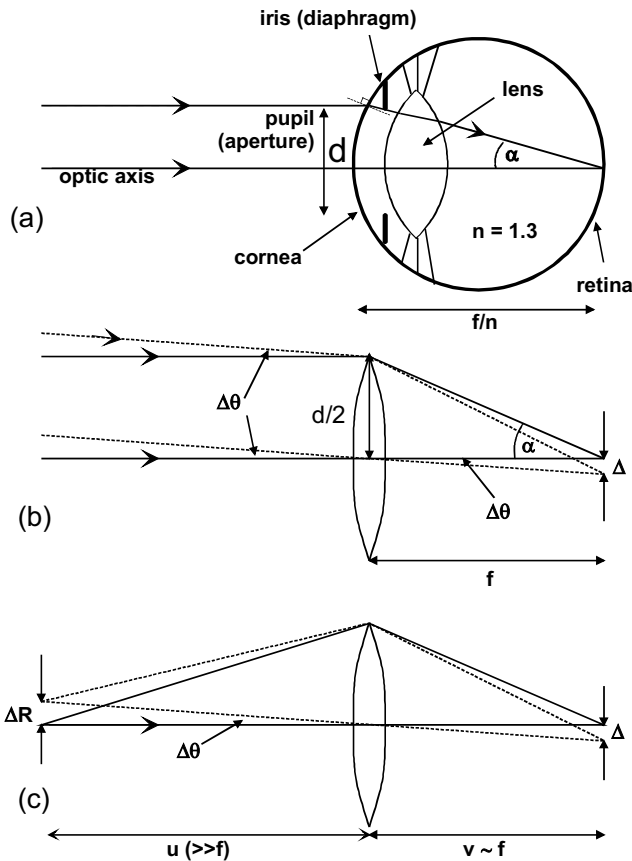 iris (diaphragm)
lens
pupil
(aperture)
d
α
optic axis
(a)
n = 1.3
cornea
retina
f/n
Δθ
d/2
α
Δ
Δθ
(b)
f
ΔR
Δθ
Δ
(c)
u (>>f)
v ~ f